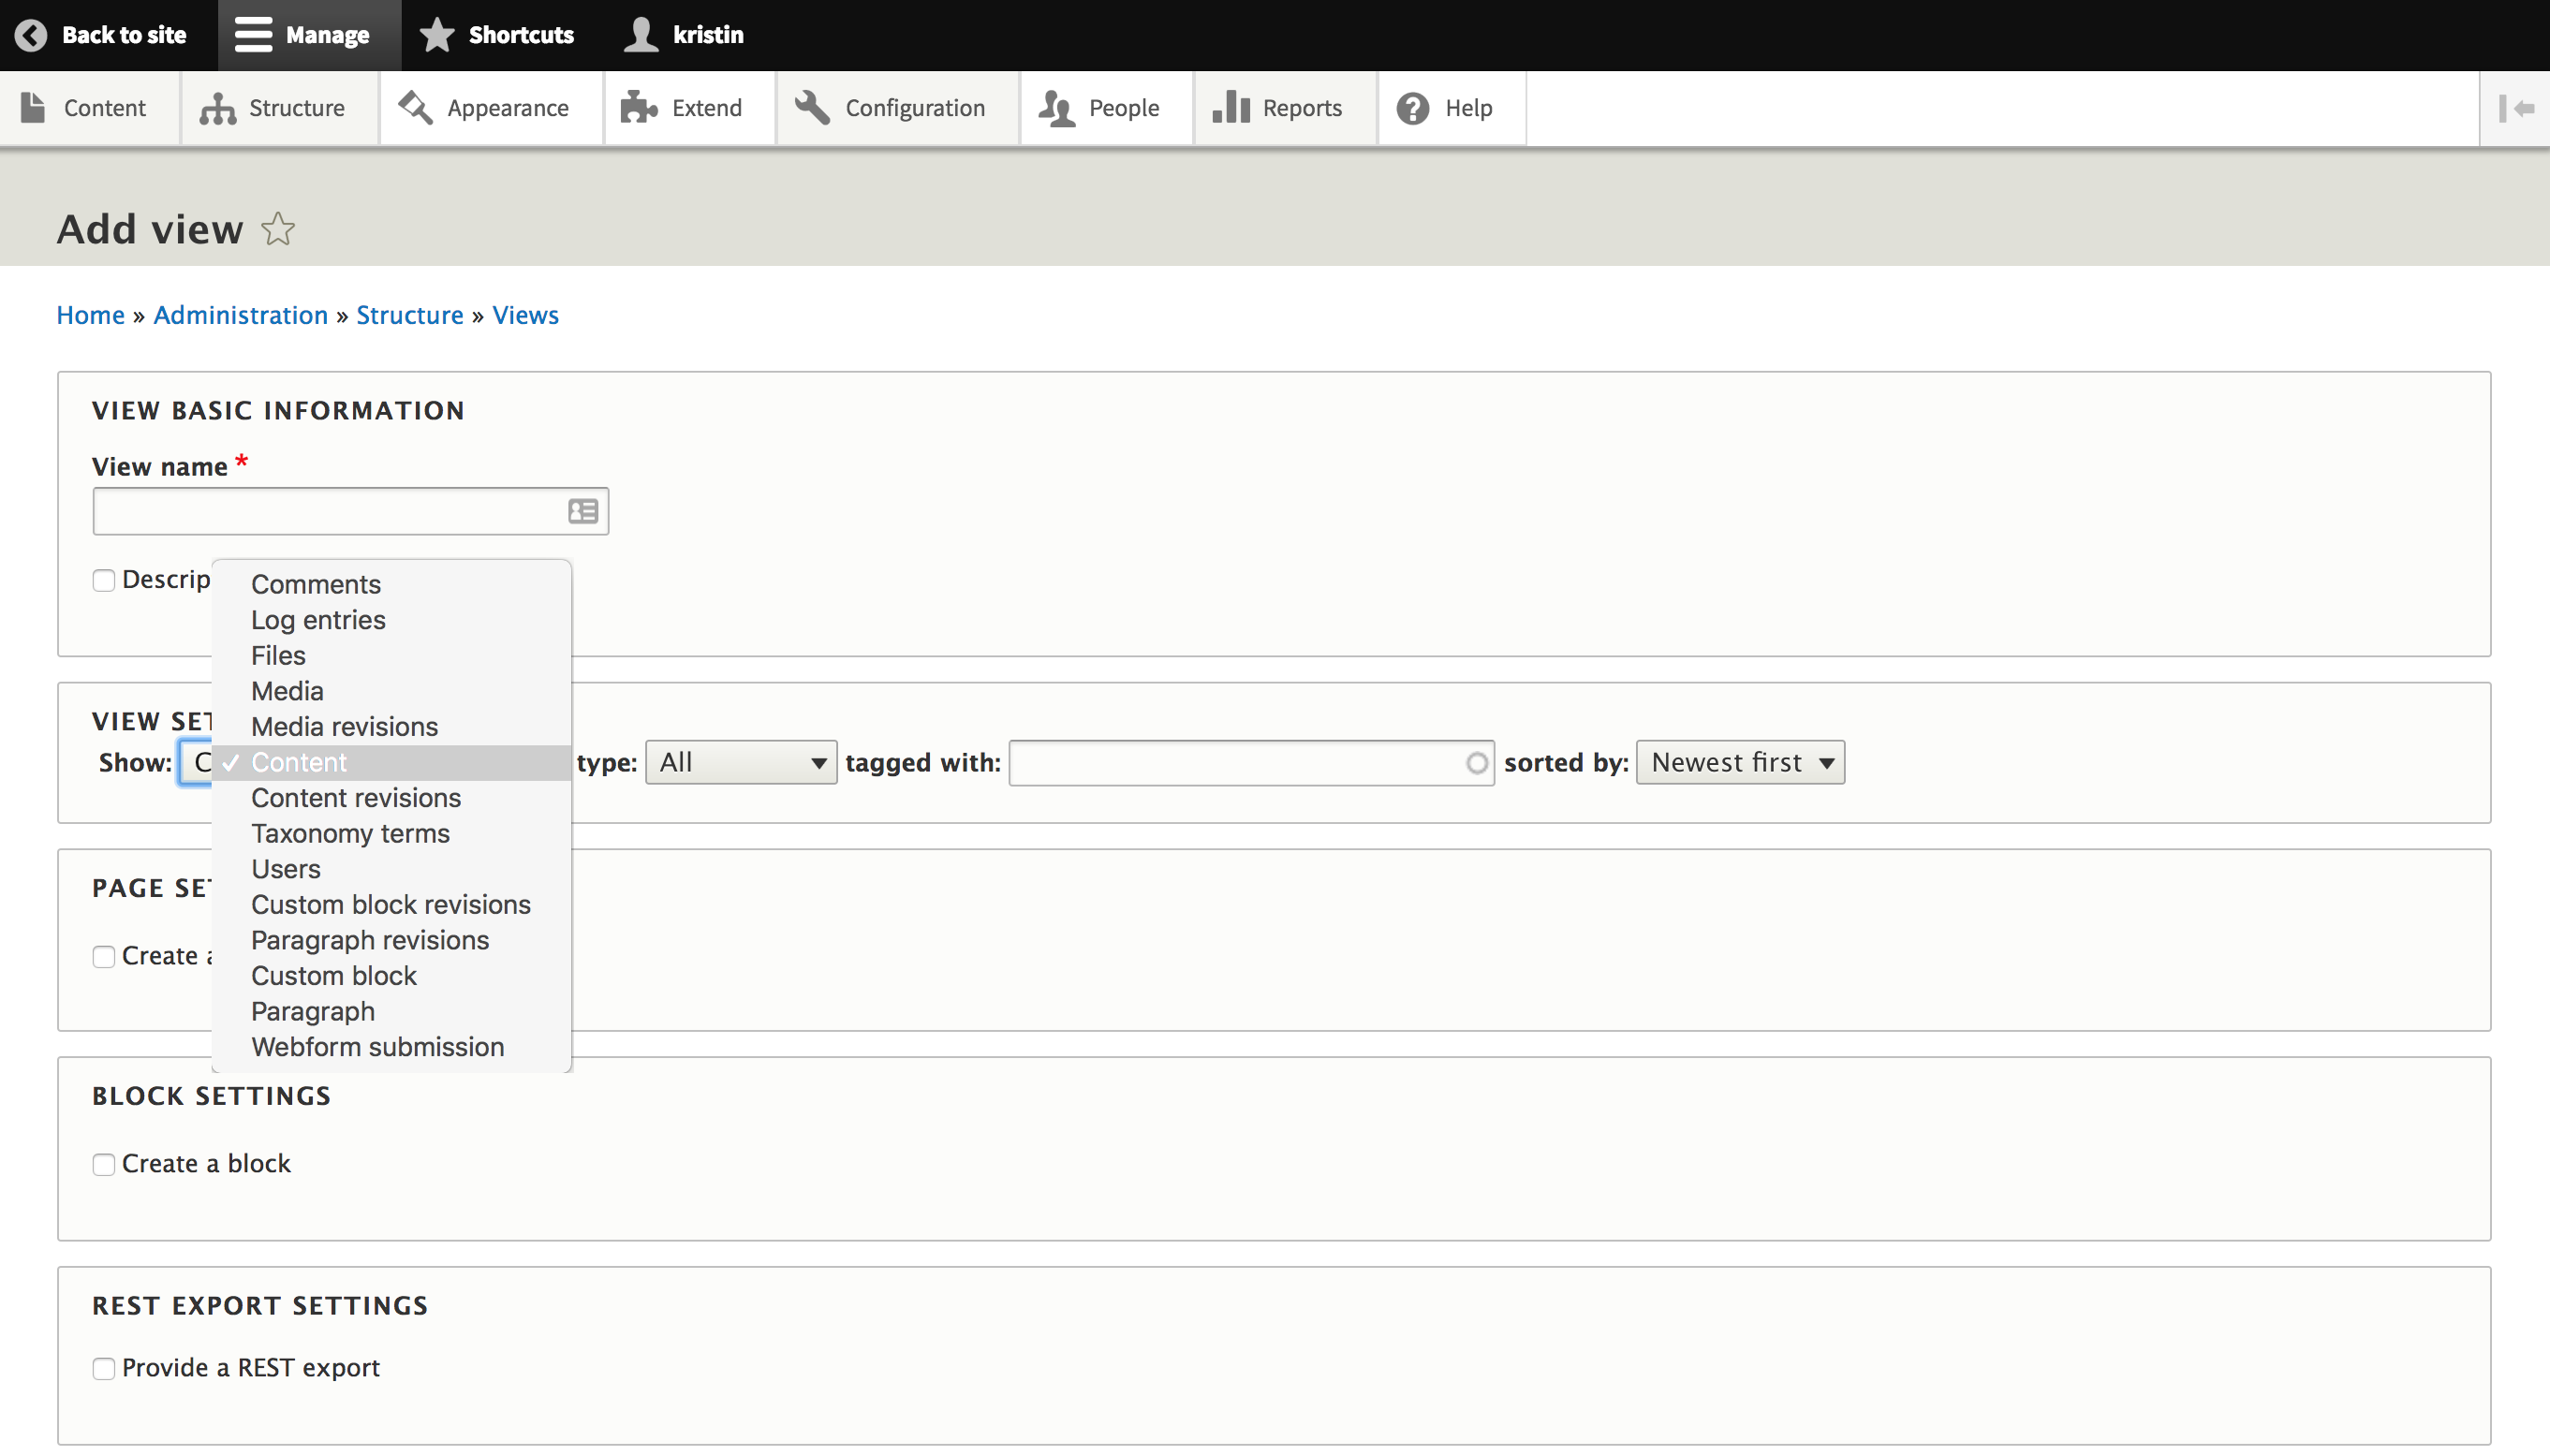 Back to site Manage Shortcuts kristin
Content Structure Appearance Extend Configuration People Reports Help
Add view
Home » Administration » Structure » Views
VIEW BASIC INFORMATION
View name *
Descrip
Comments
Log entries
Files
Media
Media revisions
VIEW SET
Show: C ✓ Content type: All tagged with: sorted by: Newest first
Content revisions
Taxonomy terms
Users
PAGE SET
Custom block revisions
Paragraph revisions
Create a
Custom block
Paragraph
Webform submission
BLOCK SETTINGS
Create a block
REST EXPORT SETTINGS
Provide a REST export